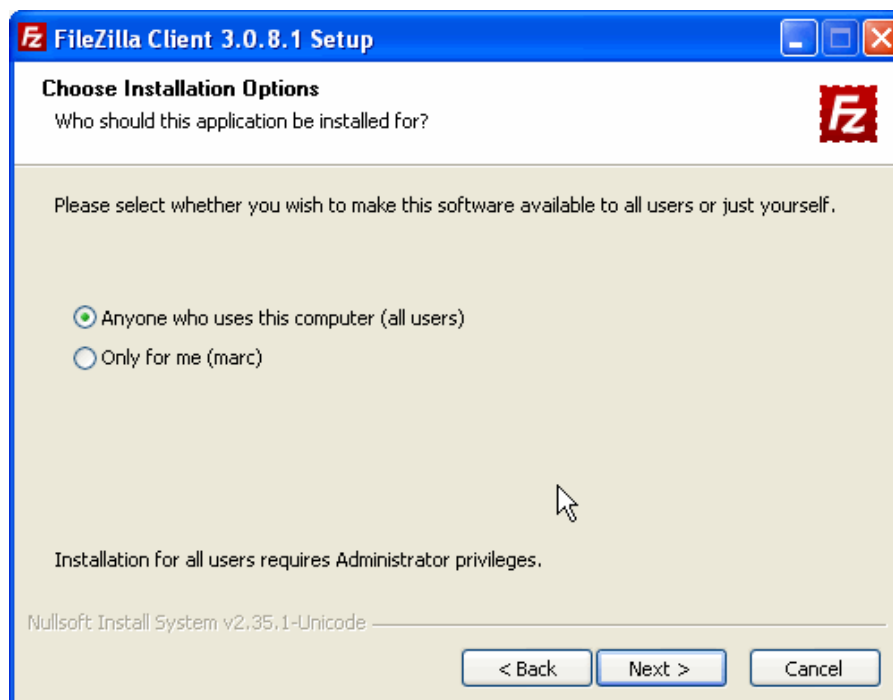 FileZilla Client 3.0.8.1 Setup
Choose Installation Options
Who should this application be installed for?
Fz
Please select whether you wish to make this software available to all users or just yourself.
Anyone who uses this computer (all users)
Only for me (marc)
Installation for all users requires Administrator privileges.
Nullsoft Install System v2.35.1-Unicode
< Back Next > Cancel